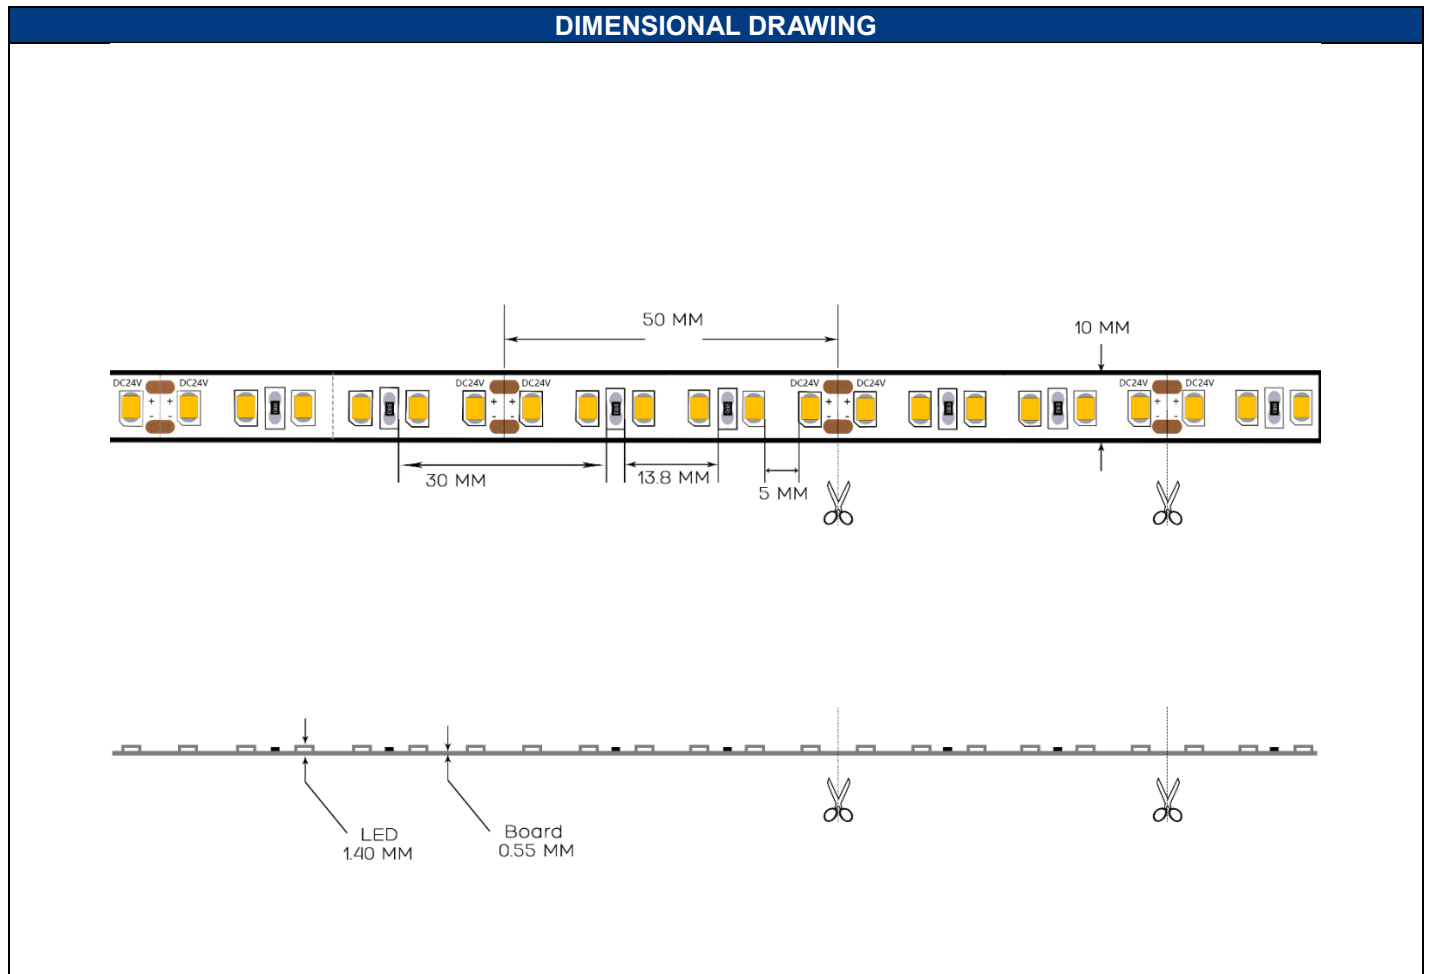 DIMENSIONAL DRAWING
50 MM
10 MM
DC24V DC24V DC24V DC24V DC24V DC24V DC24V DC24V
+ + + + + + + +
- - - - - - - -
30 MM
13.8 MM
5 MM
LED
1.40 MM
Board
0.55 MM